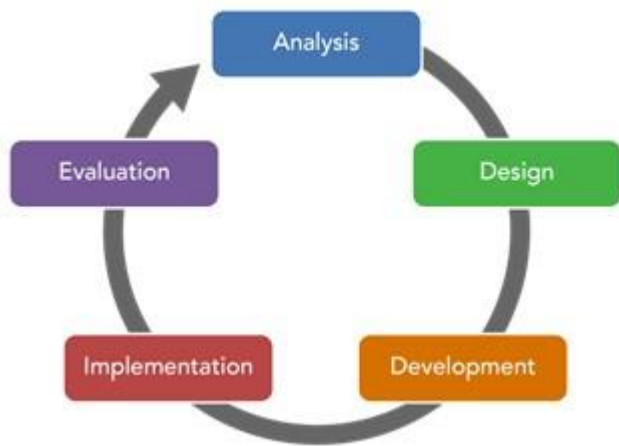 Analysis
Design
Development
Implementation
Evaluation